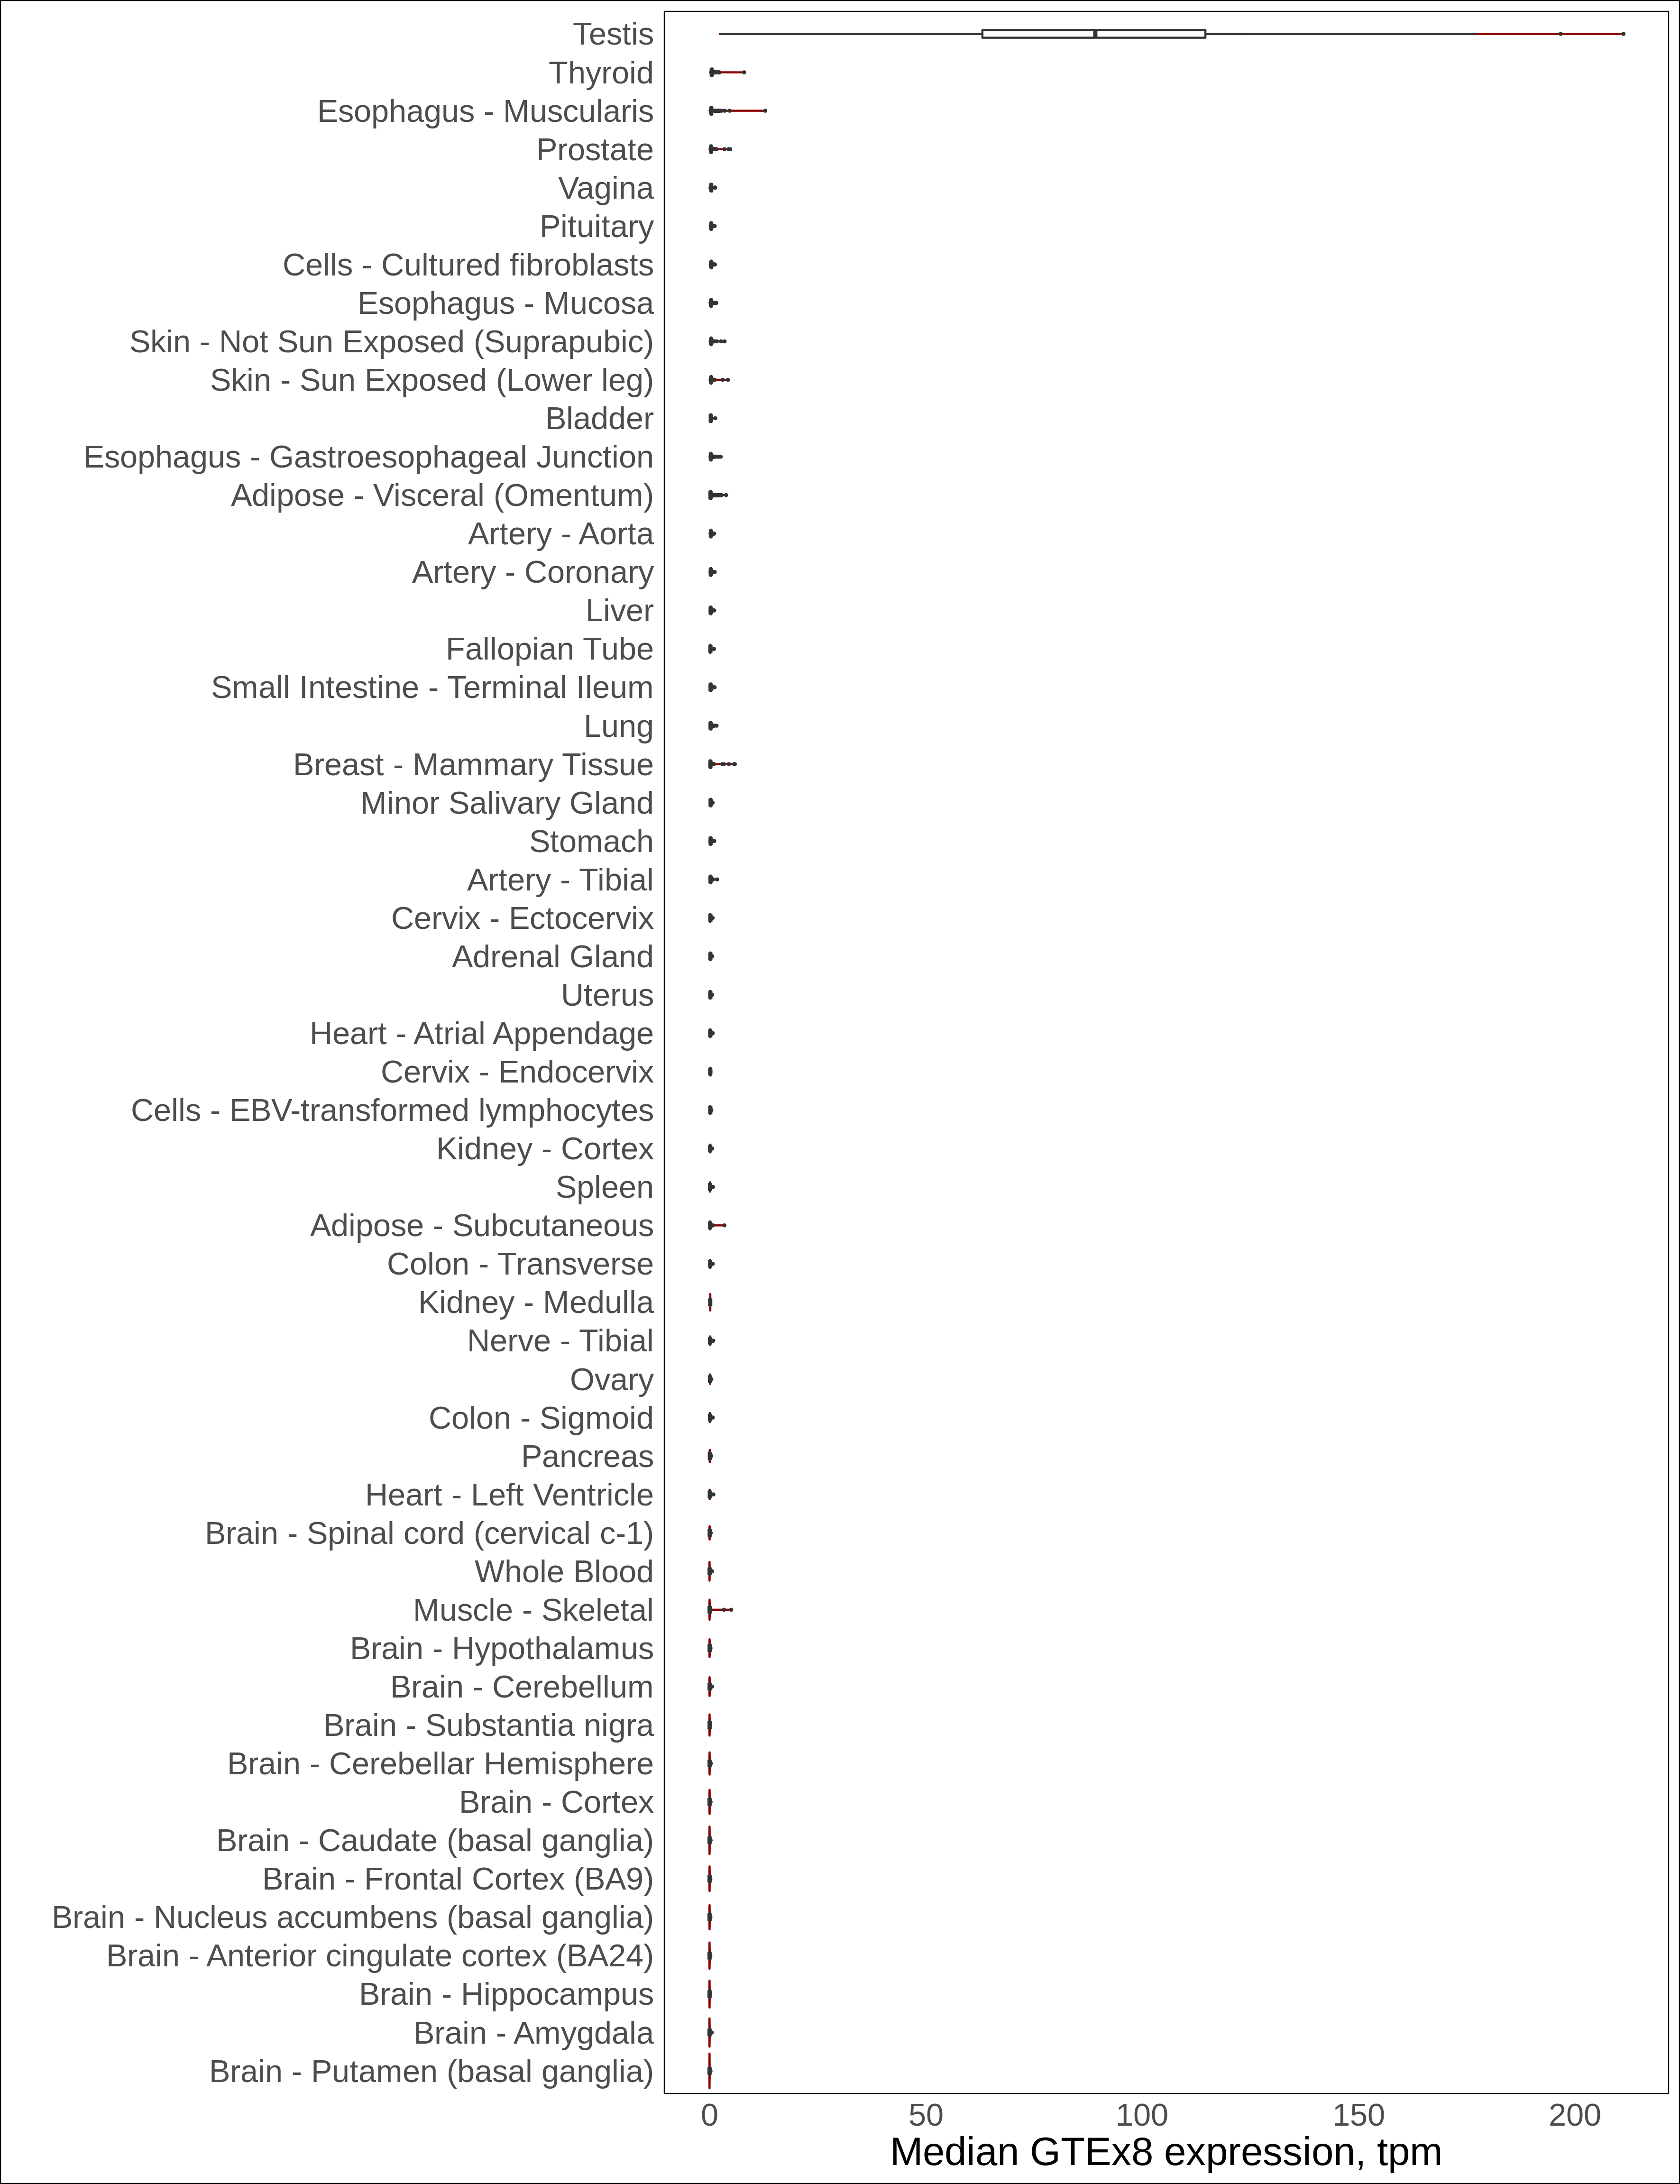 Testis
Thyroid
Esophagus - Muscularis
Prostate
Vagina
Pituitary
Cells - Cultured fibroblasts
Esophagus - Mucosa
Skin - Not Sun Exposed (Suprapubic)
Skin - Sun Exposed (Lower leg)
Bladder
Esophagus - Gastroesophageal Junction
Adipose - Visceral (Omentum)
Artery - Aorta
Artery - Coronary
Liver
Fallopian Tube
Small Intestine - Terminal Ileum
Lung
Breast - Mammary Tissue
Minor Salivary Gland
Stomach
Artery - Tibial
Cervix - Ectocervix
Adrenal Gland
Uterus
Heart - Atrial Appendage
Cervix - Endocervix
Cells - EBV-transformed lymphocytes
Kidney - Cortex
Spleen
Adipose - Subcutaneous
Colon - Transverse
Kidney - Medulla
Nerve - Tibial
Ovary
Colon - Sigmoid
Pancreas
Heart - Left Ventricle
Brain - Spinal cord (cervical c-1)
Whole Blood
Muscle - Skeletal
Brain - Hypothalamus
Brain - Cerebellum
Brain - Substantia nigra
Brain - Cerebellar Hemisphere
Brain - Cortex
Brain - Caudate (basal ganglia)
Brain - Frontal Cortex (BA9)
Brain - Nucleus accumbens (basal ganglia)
Brain - Anterior cingulate cortex (BA24)
Brain - Hippocampus
Brain - Amygdala
Brain - Putamen (basal ganglia)
0 50 100 150 200
Median GTEx8 expression, tpm